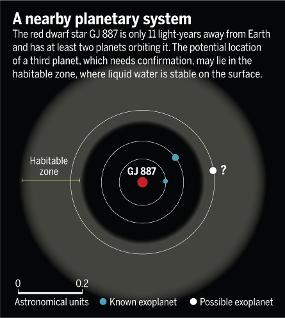 A nearby planetary system
The red dwarf star GJ 887 is only 11 light-years away from Earth
and has at least two planets orbiting it. The potential location
of a third planet, which needs confirmation, may lie in the
habitable zone, where liquid water is stable on the surface.
GJ 887
?
Habitable
zone
0 0.2
Astronomical units Known exoplanet Possible exoplanet